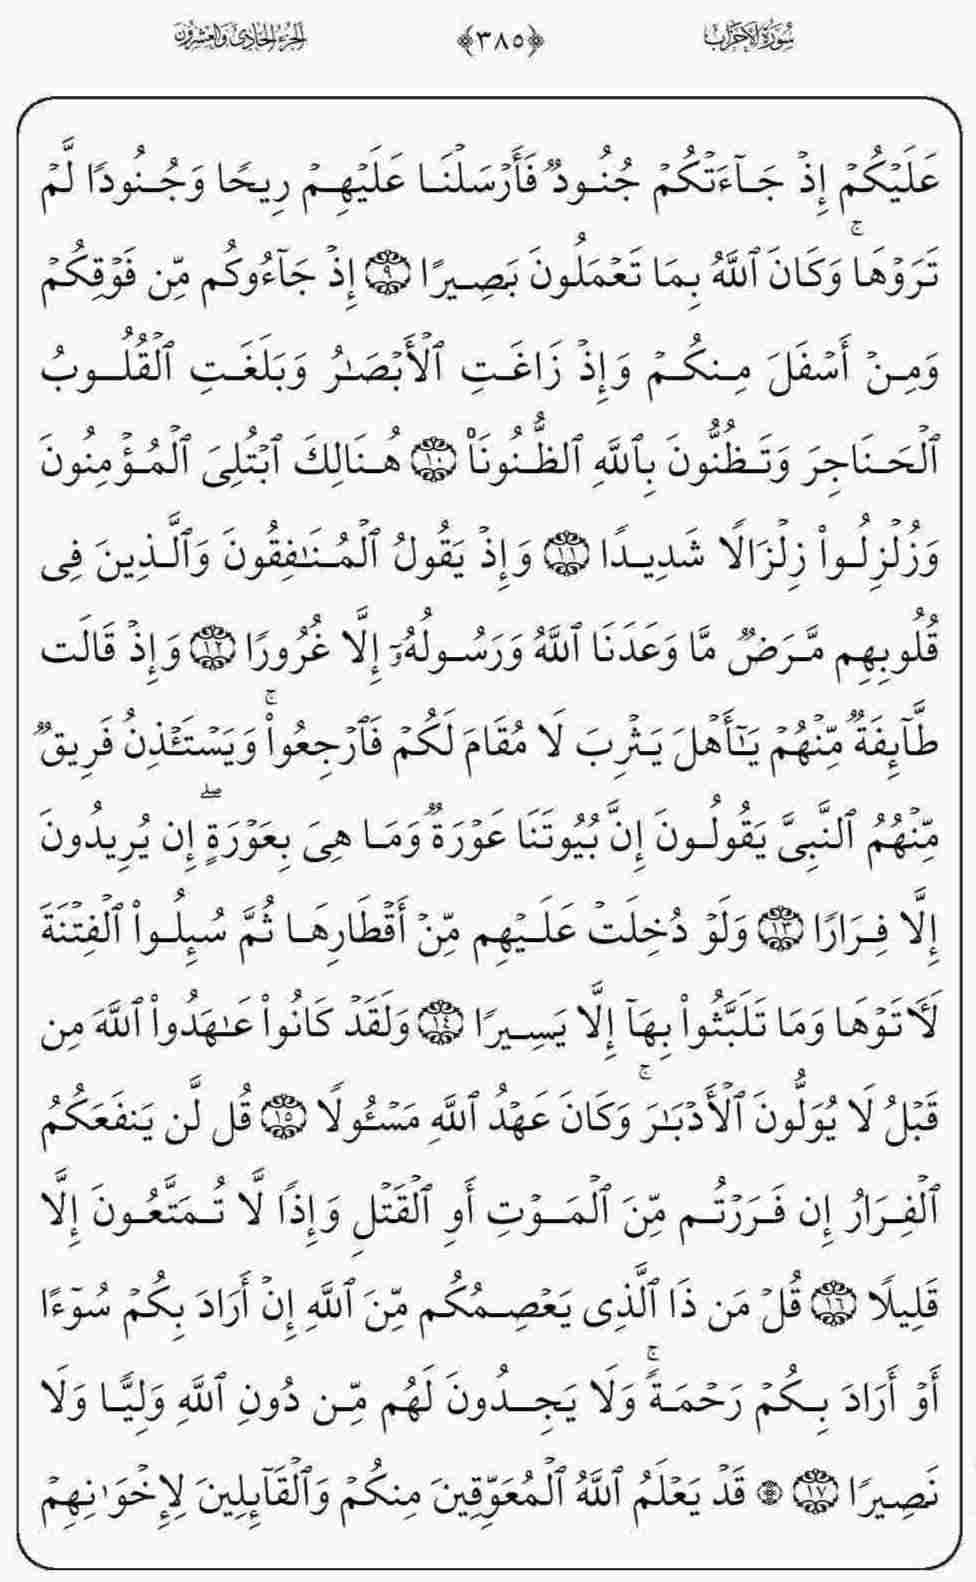 الجزء الحادي والعشرون ﴿٣٨٥﴾ سورة الأحزاب
عَلَيۡكُمۡ إِذۡ جَآءَتۡكُمۡ جُنُودٞ فَأَرۡسَلۡنَا عَلَيۡهِمۡ رِيحٗا وَجُنُودٗا لَّمۡ
تَرَوۡهَاۚ وَكَانَ ٱللَّهُ بِمَا تَعۡمَلُونَ بَصِيرًا ٩ إِذۡ جَآءُوكُم مِّن فَوۡقِكُمۡ
وَمِنۡ أَسۡفَلَ مِنكُمۡ وَإِذۡ زَاغَتِ ٱلۡأَبۡصَٰرُ وَبَلَغَتِ ٱلۡقُلُوبُ
ٱلۡحَنَاجِرَ وَتَظُنُّونَ بِٱللَّهِ ٱلظُّنُونَا۠ ١٠ هُنَالِكَ ٱبۡتُلِيَ ٱلۡمُؤۡمِنُونَ
وَزُلۡزِلُواْ زِلۡزَالٗا شَدِيدٗا ١١ وَإِذۡ يَقُولُ ٱلۡمُنَٰفِقُونَ وَٱلَّذِينَ فِي
قُلُوبِهِم مَّرَضٞ مَّا وَعَدَنَا ٱللَّهُ وَرَسُولُهُۥٓ إِلَّا غُرُورٗا ١٢ وَإِذۡ قَالَت
طَّآئِفَةٞ مِّنۡهُمۡ يَٰٓأَهۡلَ يَثۡرِبَ لَا مُقَامَ لَكُمۡ فَٱرۡجِعُواْۚ وَيَسۡتَـٔۡذِنُ فَرِيقٞ
مِّنۡهُمُ ٱلنَّبِيَّ يَقُولُونَ إِنَّ بُيُوتَنَا عَوۡرَةٞ وَمَا هِيَ بِعَوۡرَةٍۖ إِن يُرِيدُونَ
إِلَّا فِرَارٗا ١٣ وَلَوۡ دُخِلَتۡ عَلَيۡهِم مِّنۡ أَقۡطَارِهَا ثُمَّ سُئِلُواْ ٱلۡفِتۡنَةَ
لَأٓتَوۡهَا وَمَا تَلَبَّثُواْ بِهَآ إِلَّا يَسِيرٗا ١٤ وَلَقَدۡ كَانُواْ عَٰهَدُواْ ٱللَّهَ مِن
قَبۡلُ لَا يُوَلُّونَ ٱلۡأَدۡبَٰرَۚ وَكَانَ عَهۡدُ ٱللَّهِ مَسۡـُٔولٗا ١٥ قُل لَّن يَنفَعَكُمُ
ٱلۡفِرَارُ إِن فَرَرۡتُم مِّنَ ٱلۡمَوۡتِ أَوِ ٱلۡقَتۡلِ وَإِذٗا لَّا تُمَتَّعُونَ إِلَّا
قَلِيلٗا ١٦ قُلۡ مَن ذَا ٱلَّذِي يَعۡصِمُكُم مِّنَ ٱللَّهِ إِنۡ أَرَادَ بِكُمۡ سُوٓءًا
أَوۡ أَرَادَ بِكُمۡ رَحۡمَةٗۚ وَلَا يَجِدُونَ لَهُم مِّن دُونِ ٱللَّهِ وَلِيّٗا وَلَا
نَصِيرٗا ١٧ ۞ قَدۡ يَعۡلَمُ ٱللَّهُ ٱلۡمُعَوِّقِينَ مِنكُمۡ وَٱلۡقَآئِلِينَ لِإِخۡوَٰنِهِمۡ